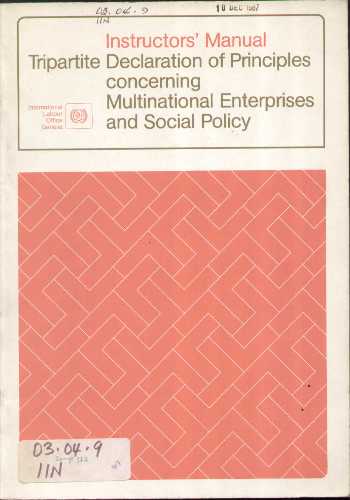 03. 04. 9
IIN
10 DEC 1987
Instructors' Manual
Tripartite Declaration of Principles
concerning
Multinational Enterprises
and Social Policy
International
Labour
Office
Geneva
03.04.9
IIN